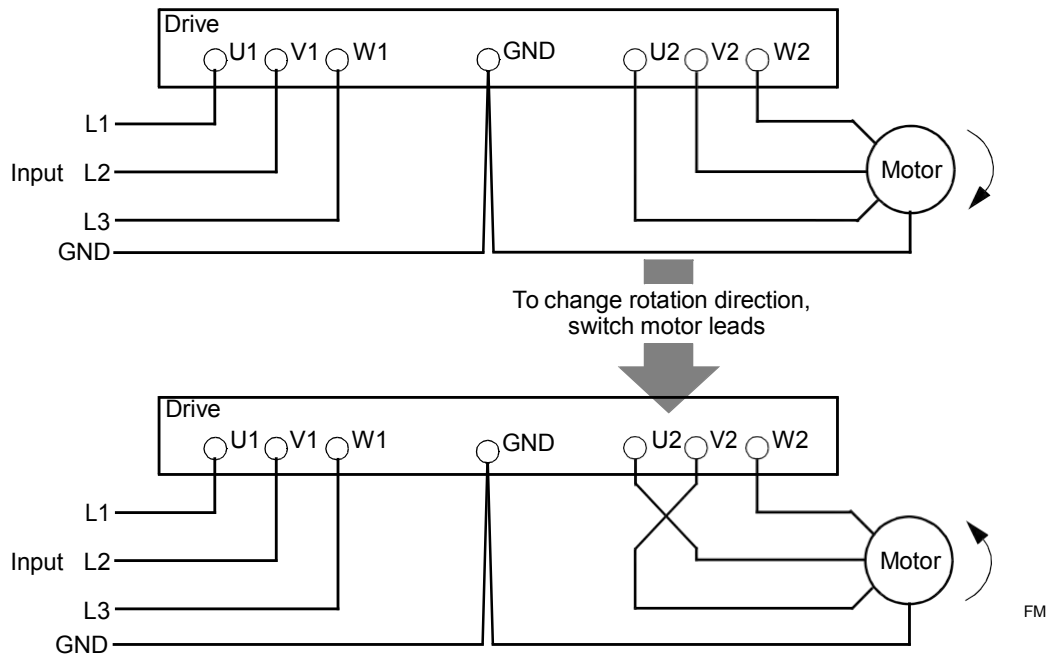 Drive
U1 V1 W1 GND U2 V2 W2
L1
Input L2 Motor
L3
GND
To change rotation direction,
switch motor leads
Drive
U1 V1 W1 GND U2 V2 W2
L1
Input L2 Motor
L3 FM
GND